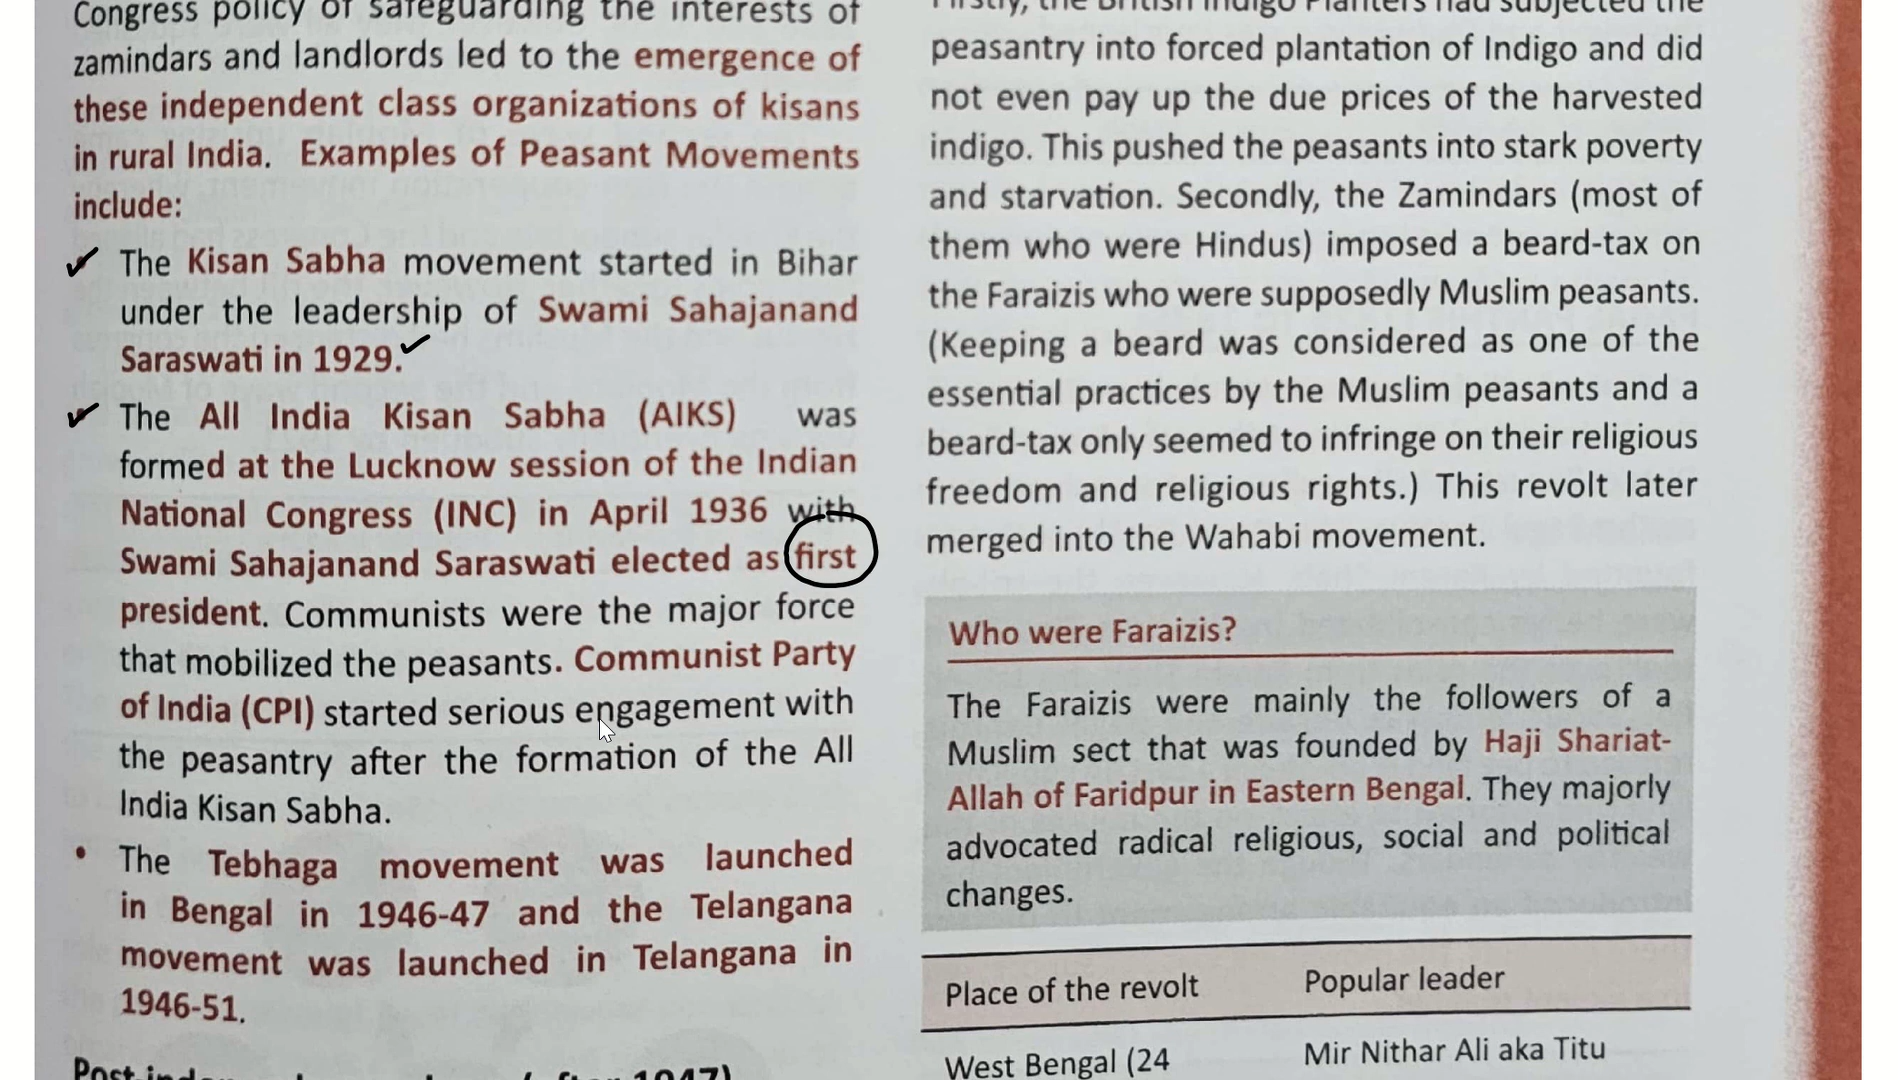 Congress policy of safeguarding the interests of
zamindars and landlords led to the emergence of
these independent class organizations of kisans
in rural India. Examples of Peasant Movements
include:
The Kisan Sabha movement started in Bihar
under the leadership of Swami Sahajanand
Saraswati in 1929.
The All India Kisan Sabha (AIKS) was
formed at the Lucknow session of the Indian
National Congress (INC) in April 1936 with
Swami Sahajanand Saraswati elected as first
president. Communists were the major force
that mobilized the peasants. Communist Party
of India (CPI) started serious engagement with
the peasantry after the formation of the All
India Kisan Sabha.
• The Tebhaga movement was launched
in Bengal in 1946-47 and the Telangana
movement was launched in Telangana in
1946-51.
Firstly, the British Indigo Planters had subjected the
peasantry into forced plantation of Indigo and did
not even pay up the due prices of the harvested
indigo. This pushed the peasants into stark poverty
and starvation. Secondly, the Zamindars (most of
them who were Hindus) imposed a beard-tax on
the Faraizis who were supposedly Muslim peasants.
(Keeping a beard was considered as one of the
essential practices by the Muslim peasants and a
beard-tax only seemed to infringe on their religious
freedom and religious rights.) This revolt later
merged into the Wahabi movement.
Who were Faraizis?
The Faraizis were mainly the followers of a
Muslim sect that was founded by Haji Shariat-
Allah of Faridpur in Eastern Bengal. They majorly
advocated radical religious, social and political
changes.
Place of the revolt Popular leader
West Bengal (24 Mir Nithar Ali aka Titu